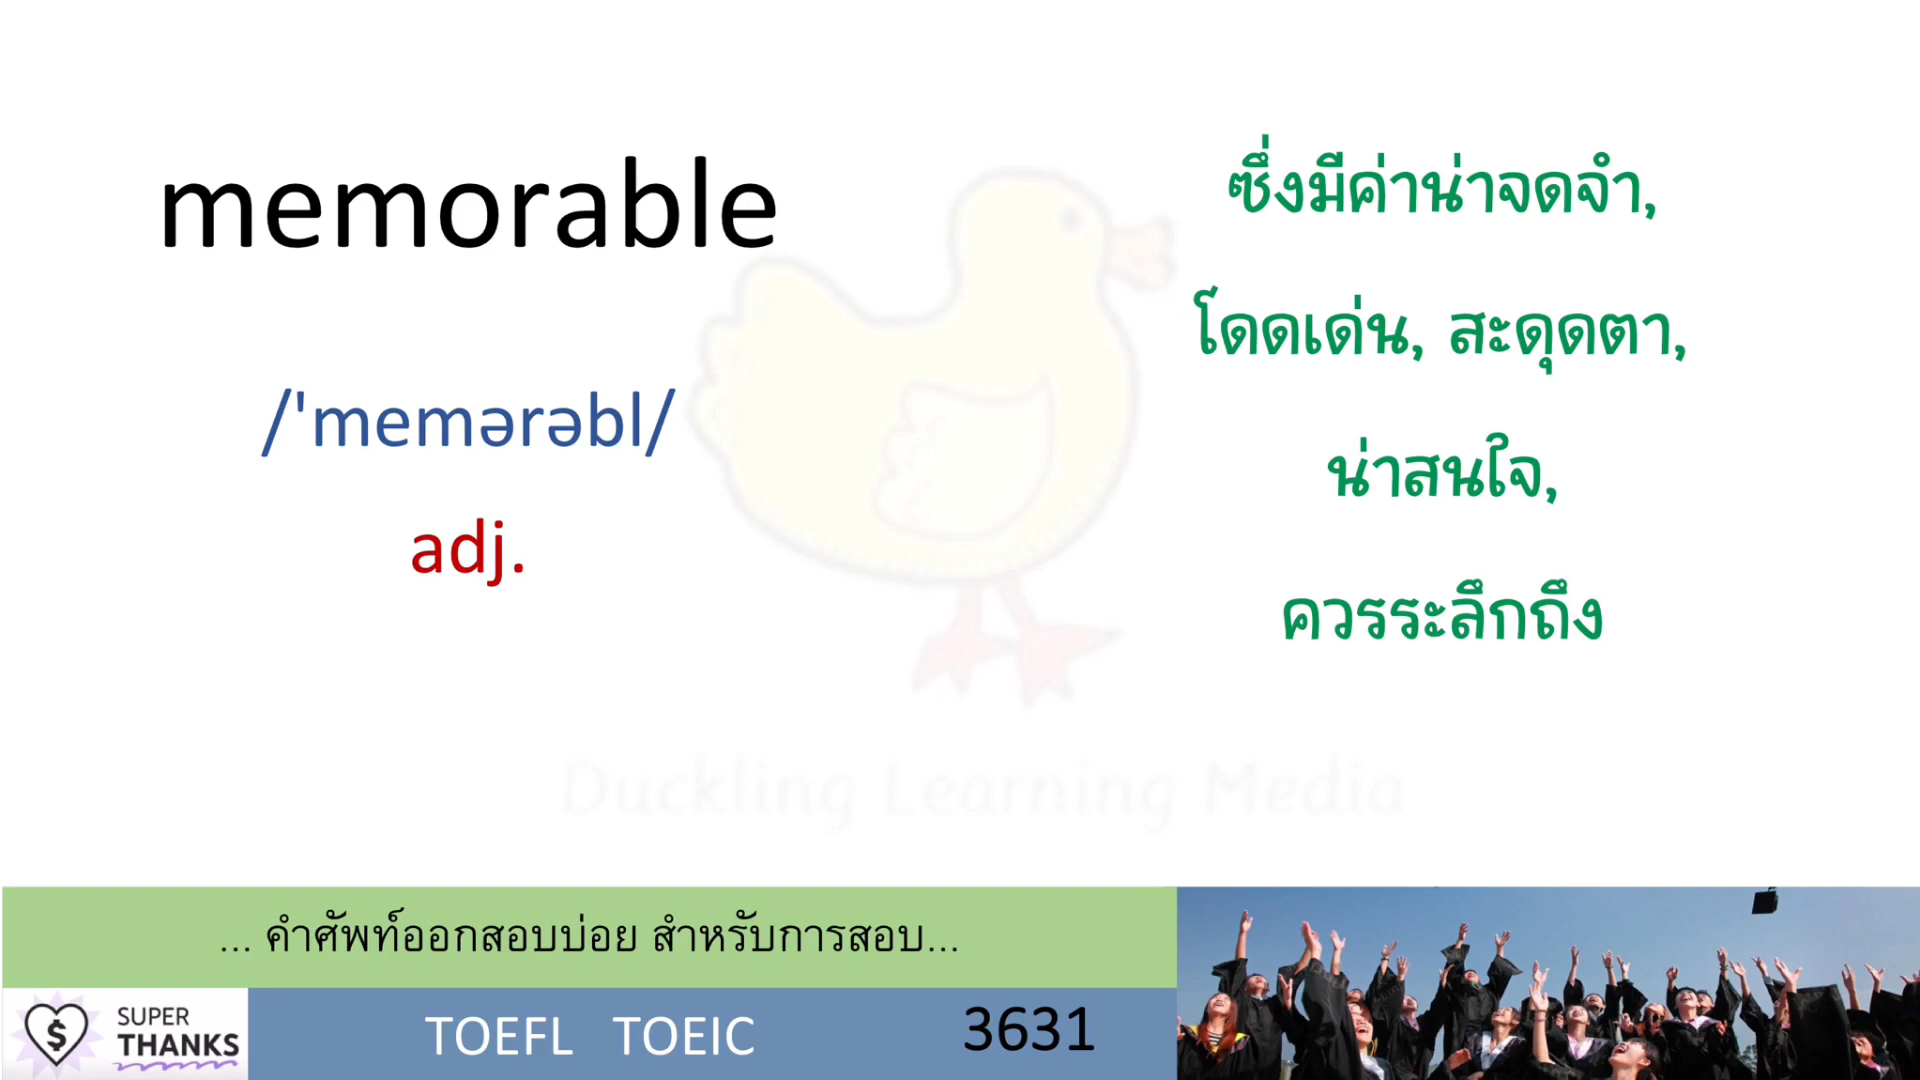 memorable
/'memərəbl/
adj.
ซึ่งมีค่าน่าจดจำ,
โดดเด่น, สะดุดตา,
น่าสนใจ,
ควรระลึกถึง
Duckling Learning Media
... คำศัพท์ออกสอบบ่อย สำหรับการสอบ...
SUPER
THANKS
TOEFL TOEIC 3631